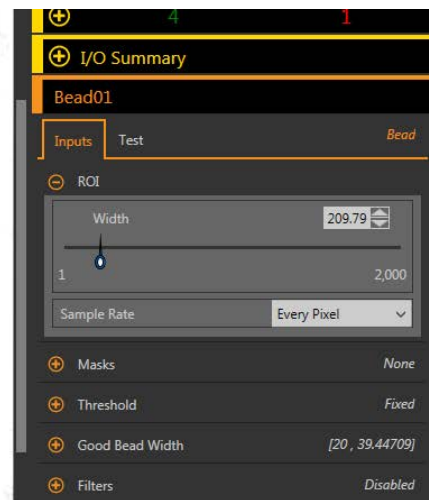 4 1
I/O Summary
Bead01
Inputs Test Bead
ROI
Width 209.79
1 2,000
Sample Rate Every Pixel
Masks None
Threshold Fixed
Good Bead Width [20 , 39.44709]
Filters Disabled